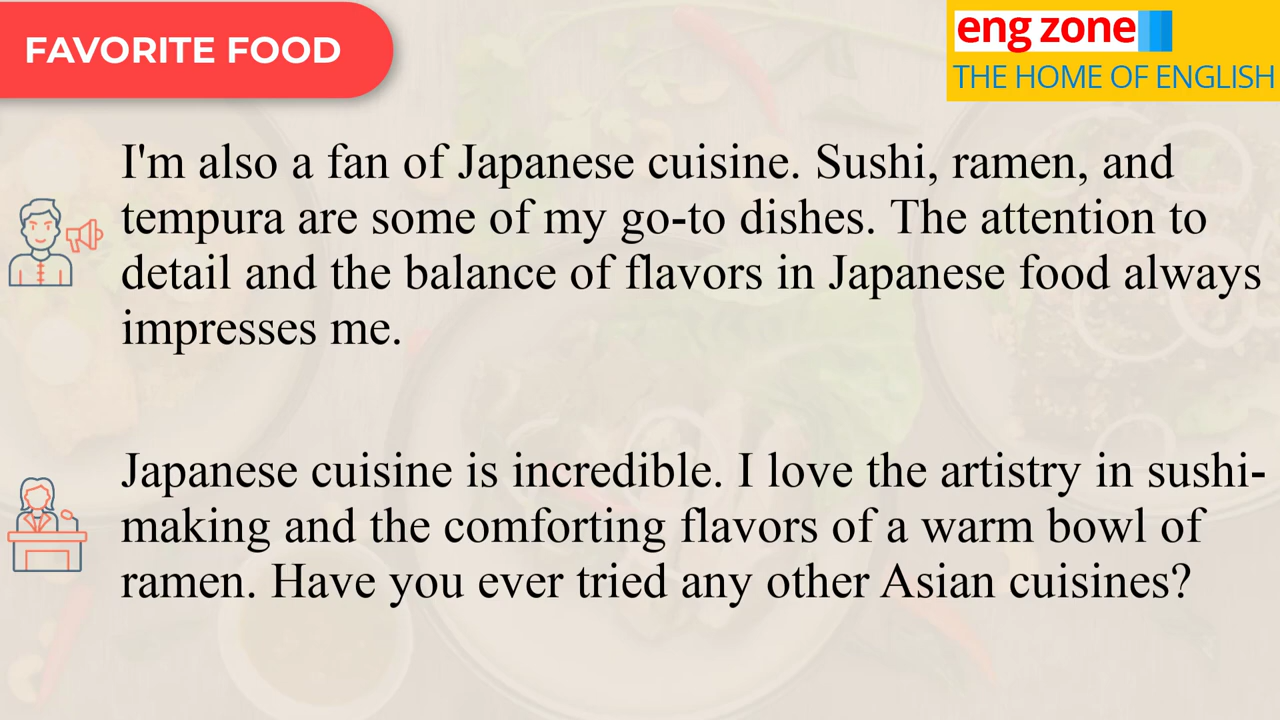 FAVORITE FOOD
eng zone
THE HOME OF ENGLISH
I'm also a fan of Japanese cuisine. Sushi, ramen, and
tempura are some of my go-to dishes. The attention to
detail and the balance of flavors in Japanese food always
impresses me.
Japanese cuisine is incredible. I love the artistry in sushi-
making and the comforting flavors of a warm bowl of
ramen. Have you ever tried any other Asian cuisines?